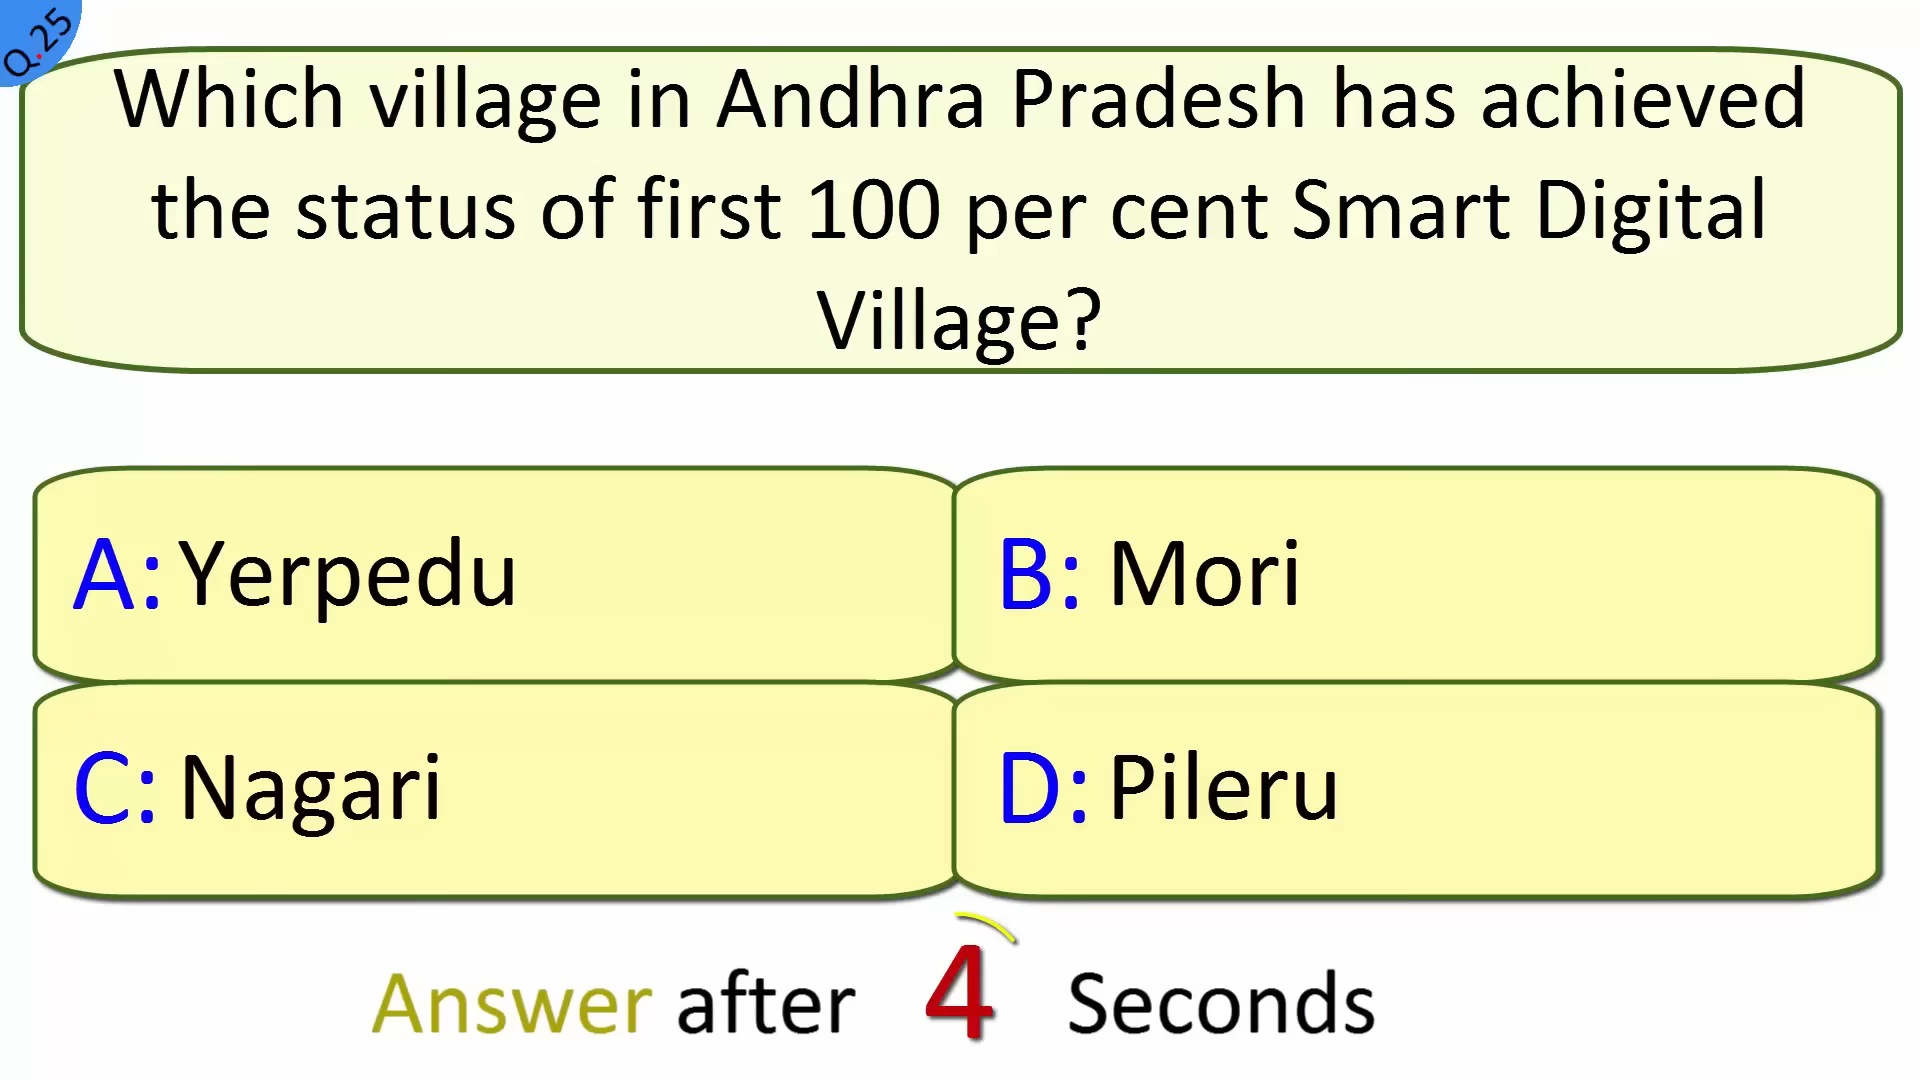 Q.25
Which village in Andhra Pradesh has achieved
the status of first 100 per cent Smart Digital
Village?
A: Yerpedu
B: Mori
C: Nagari
D: Pileru
Answer after 4 Seconds